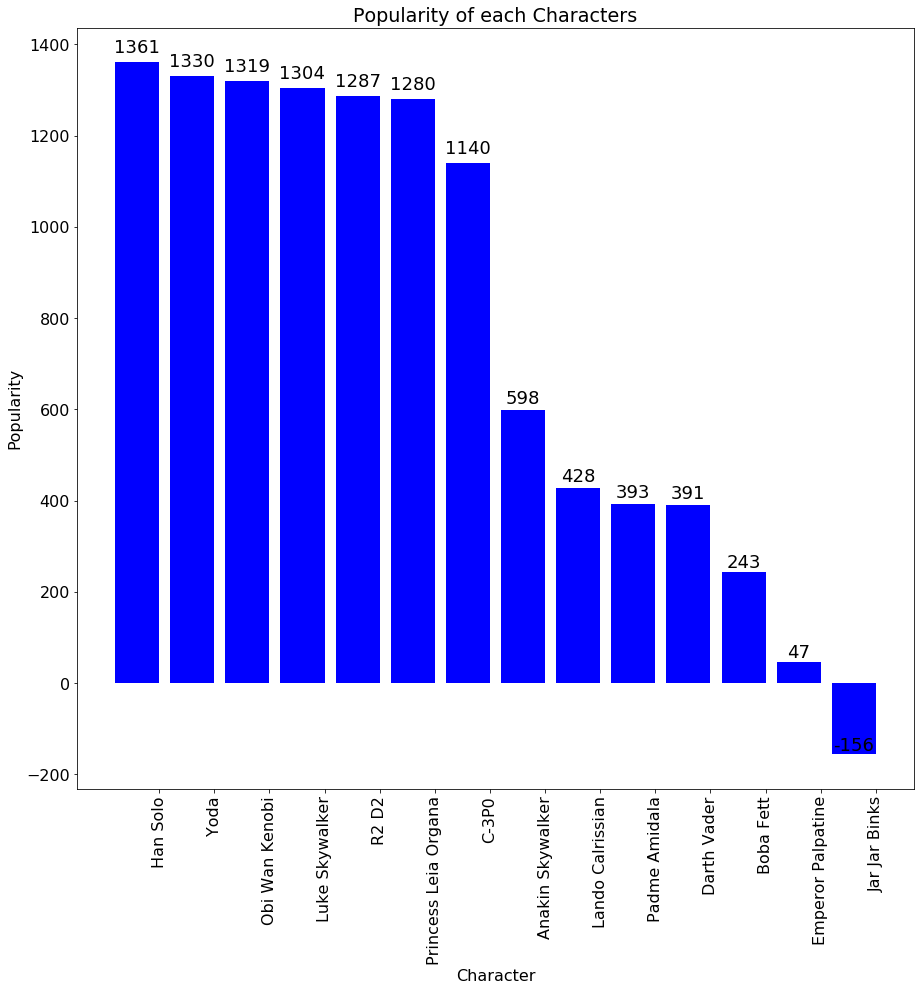 Popularity of each Characters
1400
1200
1000
800
600
400
200
0
−200
Popularity
1361
1330
1319
1304
1287
1280
1140
598
428
393
391
243
47
-156
Han Solo
Yoda
Obi Wan Kenobi
Luke Skywalker
R2 D2
Princess Leia Organa
C-3P0
Anakin Skywalker
Lando Calrissian
Padme Amidala
Darth Vader
Boba Fett
Emperor Palpatine
Jar Jar Binks
Character